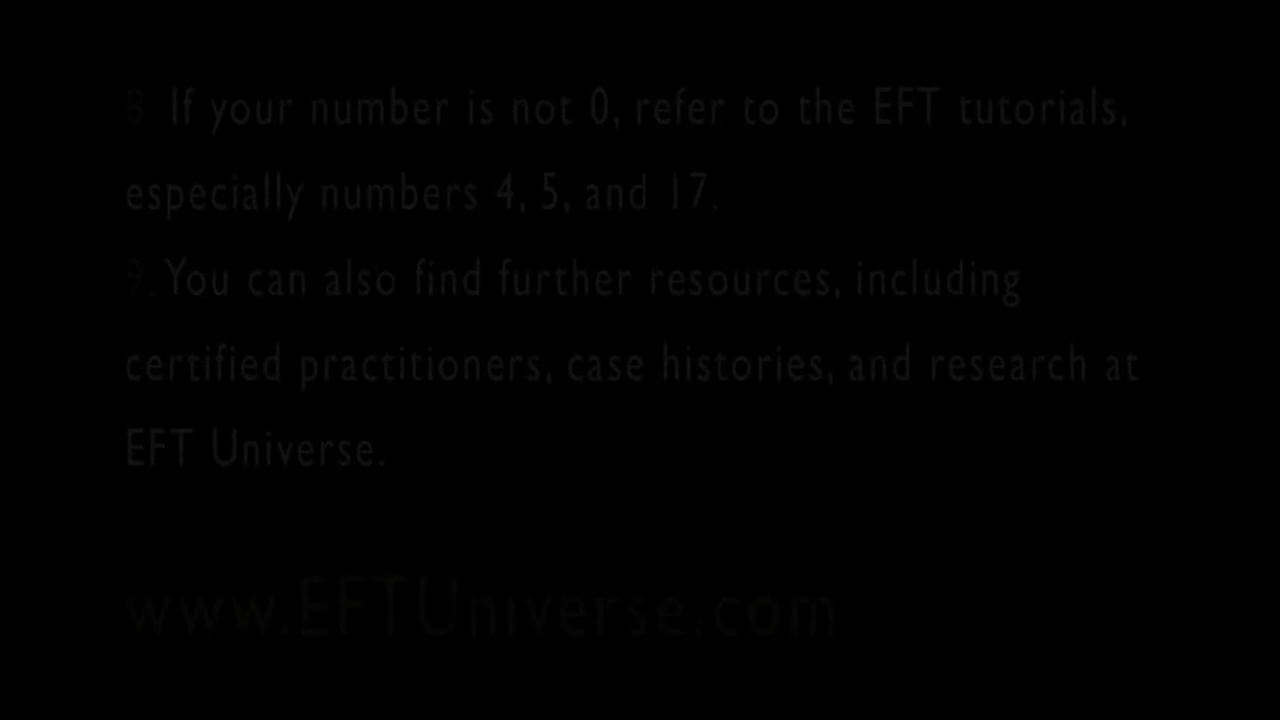 8 If your number is not 0, refer to the EFT tutorials,
especially numbers 4, 5, and 17.
9. You can also find further resources, including
certified practitioners, case histories, and research at
EFT Universe.
www.EFTUniverse.com